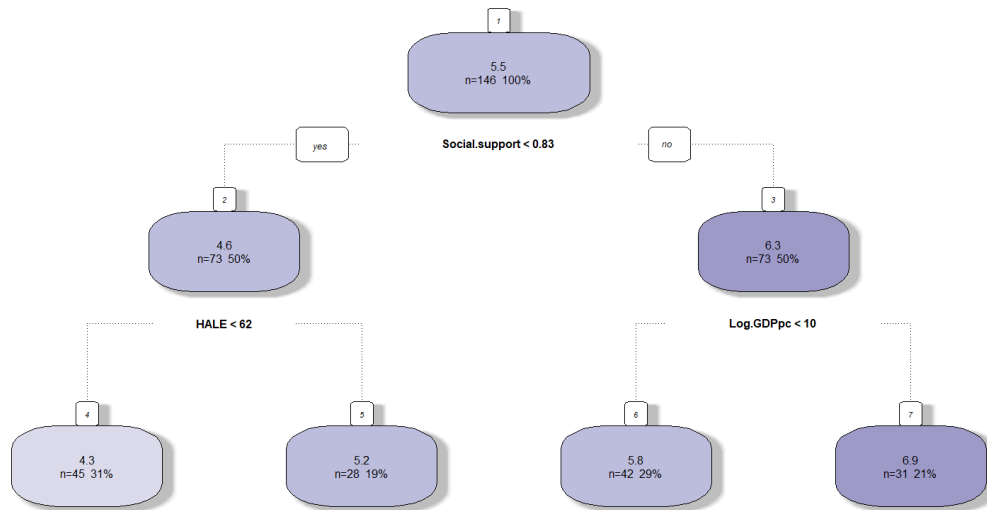 1
5.5
n=146 100%
yes
Social.support < 0.83
no
2
3
4.6
n=73 50%
6.3
n=73 50%
HALE < 62
Log.GDPpc < 10
4
5
6
7
4.3
n=45 31%
5.2
n=28 19%
5.8
n=42 29%
6.9
n=31 21%